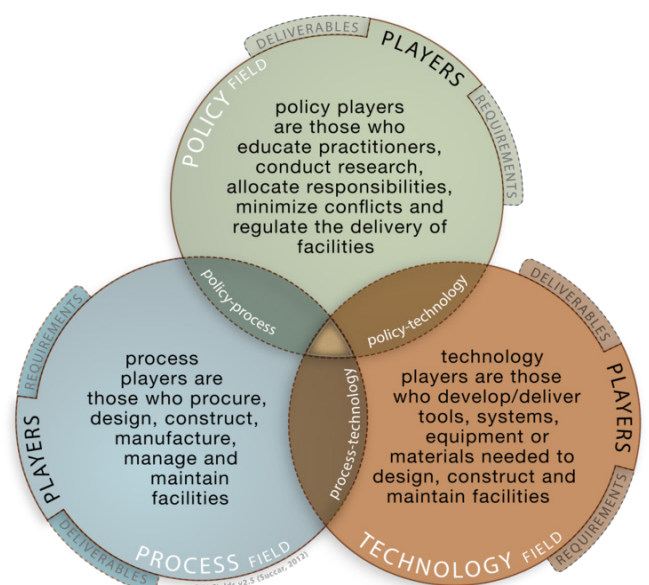 DELIVERABLES
PLAYERS
REQUIREMENTS
POLICY FIELD
policy players
are those who
educate practitioners,
conduct research,
allocate responsibilities,
minimize conflicts and
regulate the delivery of
facilities
policy-process
policy-technology
process-technology
REQUIREMENTS
PLAYERS
DELIVERABLES
process
players are
those who procure,
design, construct,
manufacture,
manage and
maintain
facilities
PROCESS FIELD
v2.5 (Succar, 2012)
DELIVERABLES
PLAYERS
REQUIREMENTS
technology
players are those
who develop/deliver
tools, systems,
equipment or
materials needed to
design, construct and
maintain facilities
TECHNOLOGY FIELD